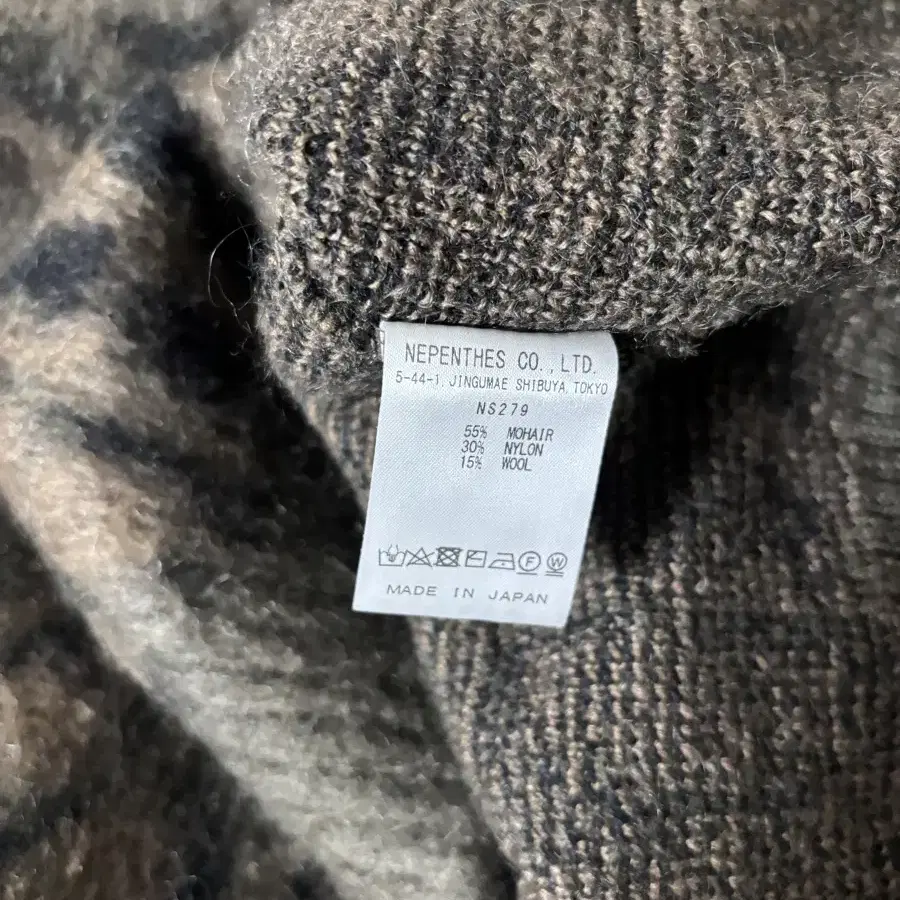 NEPENTHES CO., LTD.
5-44-1, JINGUMAE SHIBUYA, TOKYO
NS279
55% MOHAIR
30% NYLON
15% WOOL
F W
MADE IN JAPAN